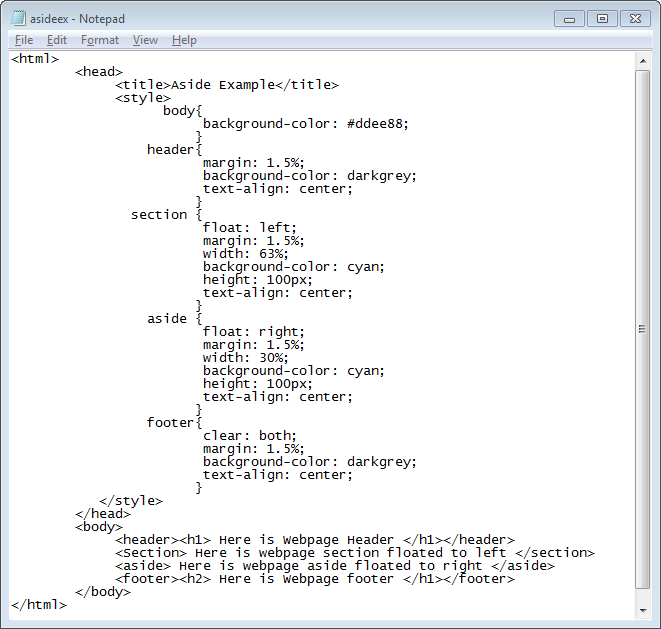 asideex - Notepad
File Edit Format View Help
<html>
<head>
<title>Aside Example</title>
<style>
body{
background-color: #ddee88;
}
header{
margin: 1.5%;
background-color: darkgrey;
text-align: center;
}
section {
float: left;
margin: 1.5%;
width: 63%;
background-color: cyan;
height: 100px;
text-align: center;
}
aside {
float: right;
margin: 1.5%;
width: 30%;
background-color: cyan;
height: 100px;
text-align: center;
}
footer{
clear: both;
margin: 1.5%;
background-color: darkgrey;
text-align: center;
}
</style>
</head>
<body>
<header><h1> Here is Webpage Header </h1></header>
<Section> Here is webpage section floated to left </section>
<aside> Here is webpage aside floated to right </aside>
<footer><h2> Here is Webpage footer </h1></footer>
</body>
</html>